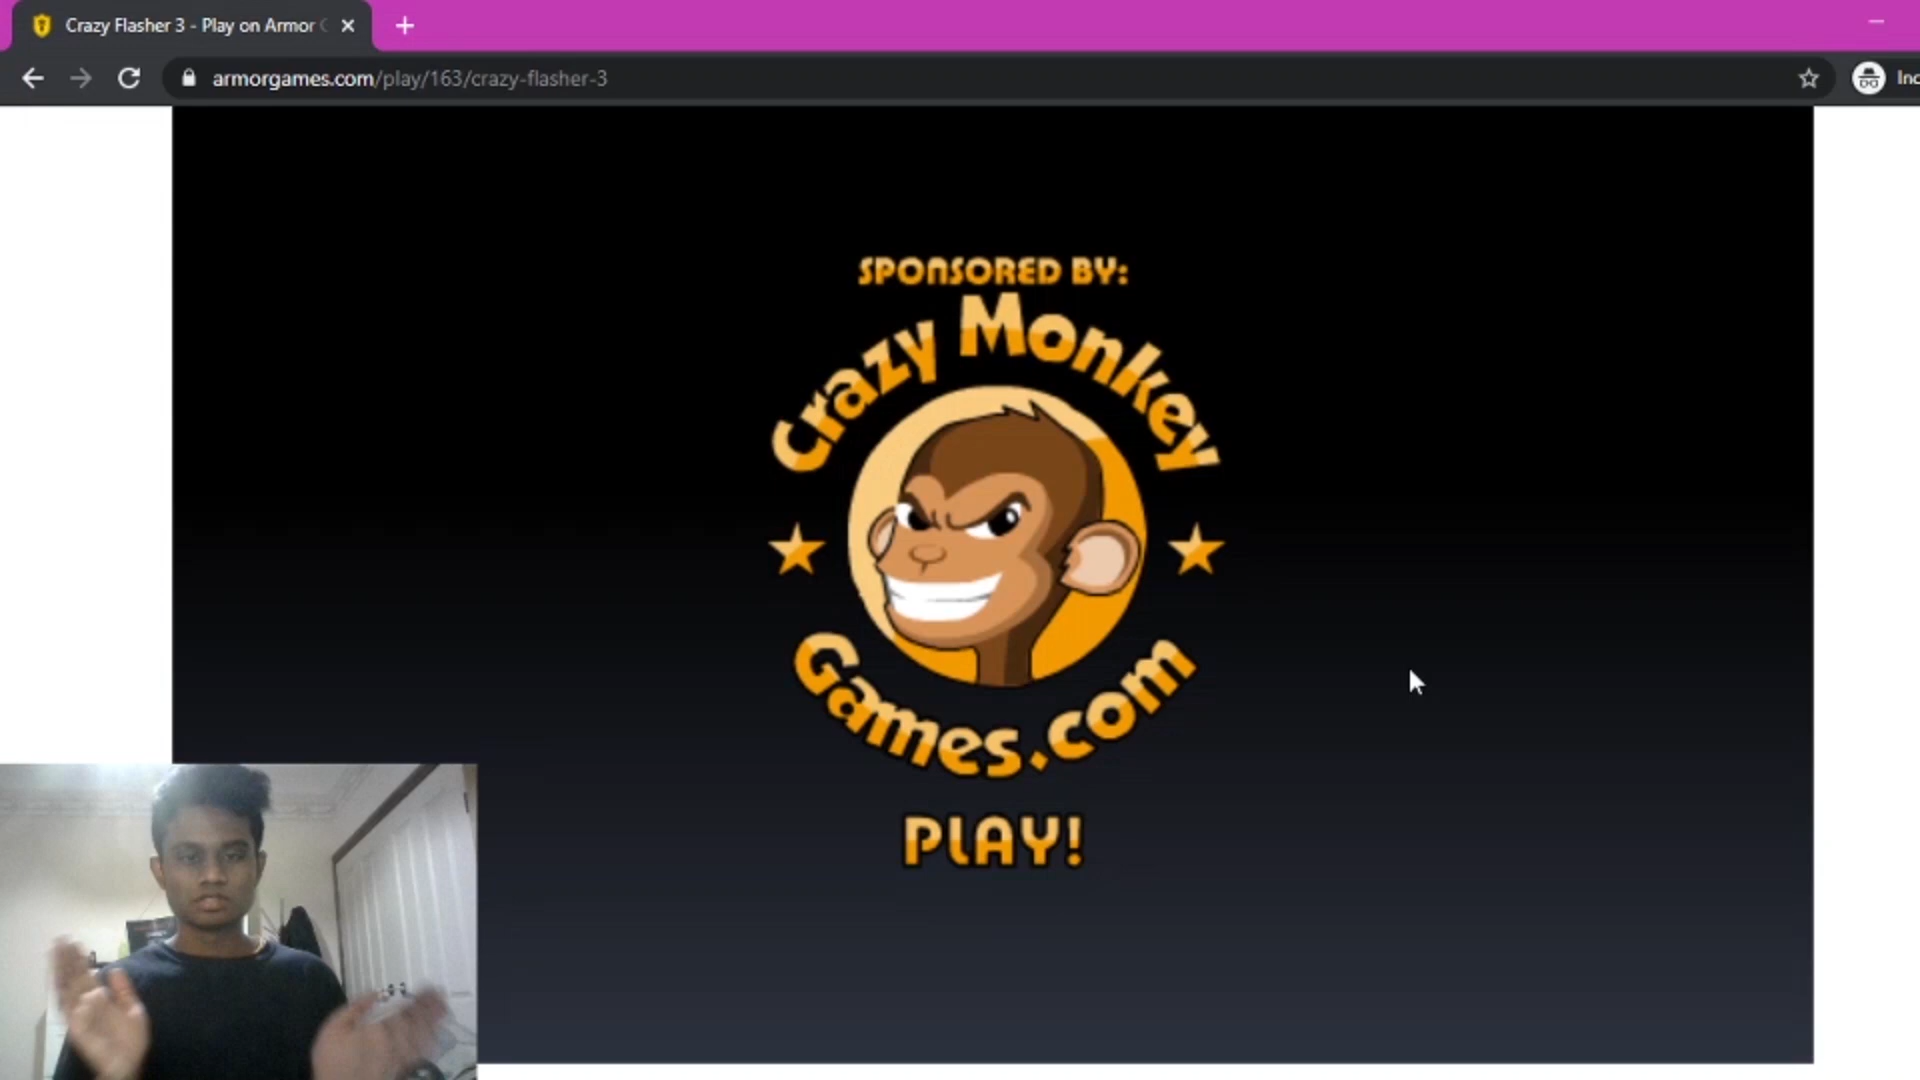 Crazy Flasher 3 - Play on Armor
armorgames.com/play/163/crazy-flasher-3
SPONSORED BY:
Crazy Monkey
Games.com
PLAY!